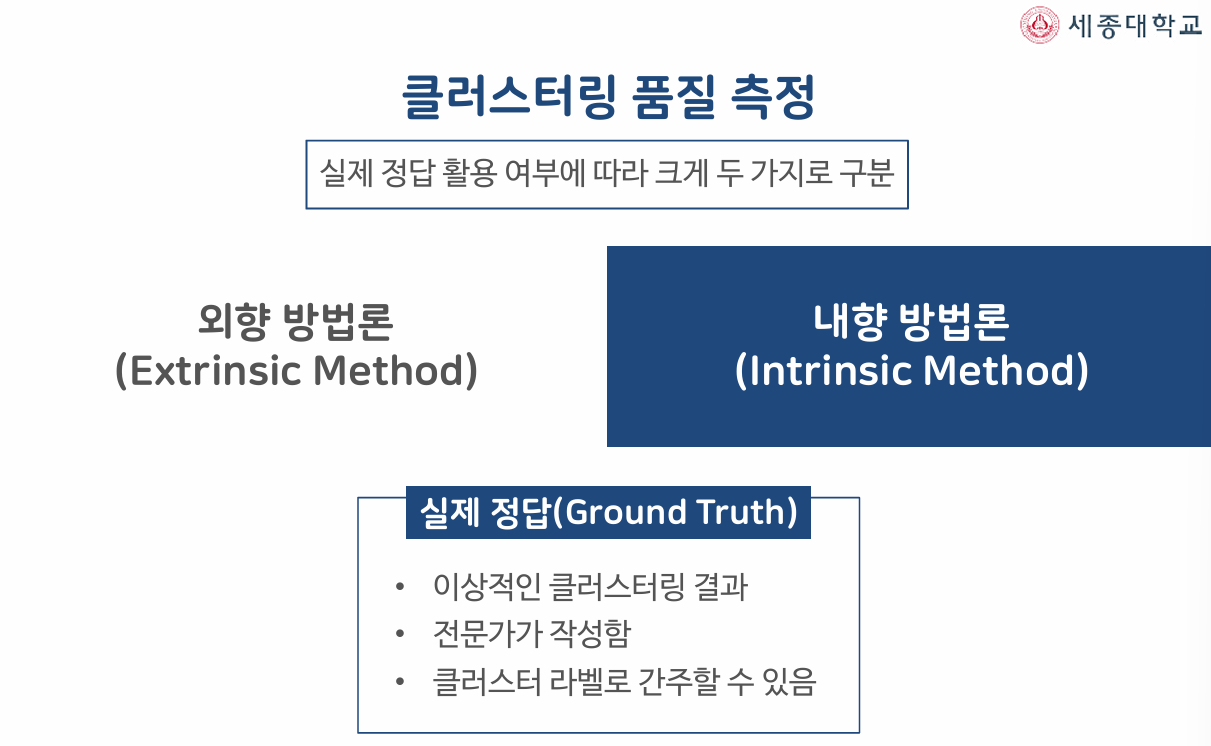 세종대학교
클러스터링 품질 측정
실제 정답 활용 여부에 따라 크게 두 가지로 구분
외향 방법론
(Extrinsic Method)
내향 방법론
(Intrinsic Method)
실제 정답(Ground Truth)
• 이상적인 클러스터링 결과
• 전문가가 작성함
• 클러스터 라벨로 간주할 수 있음